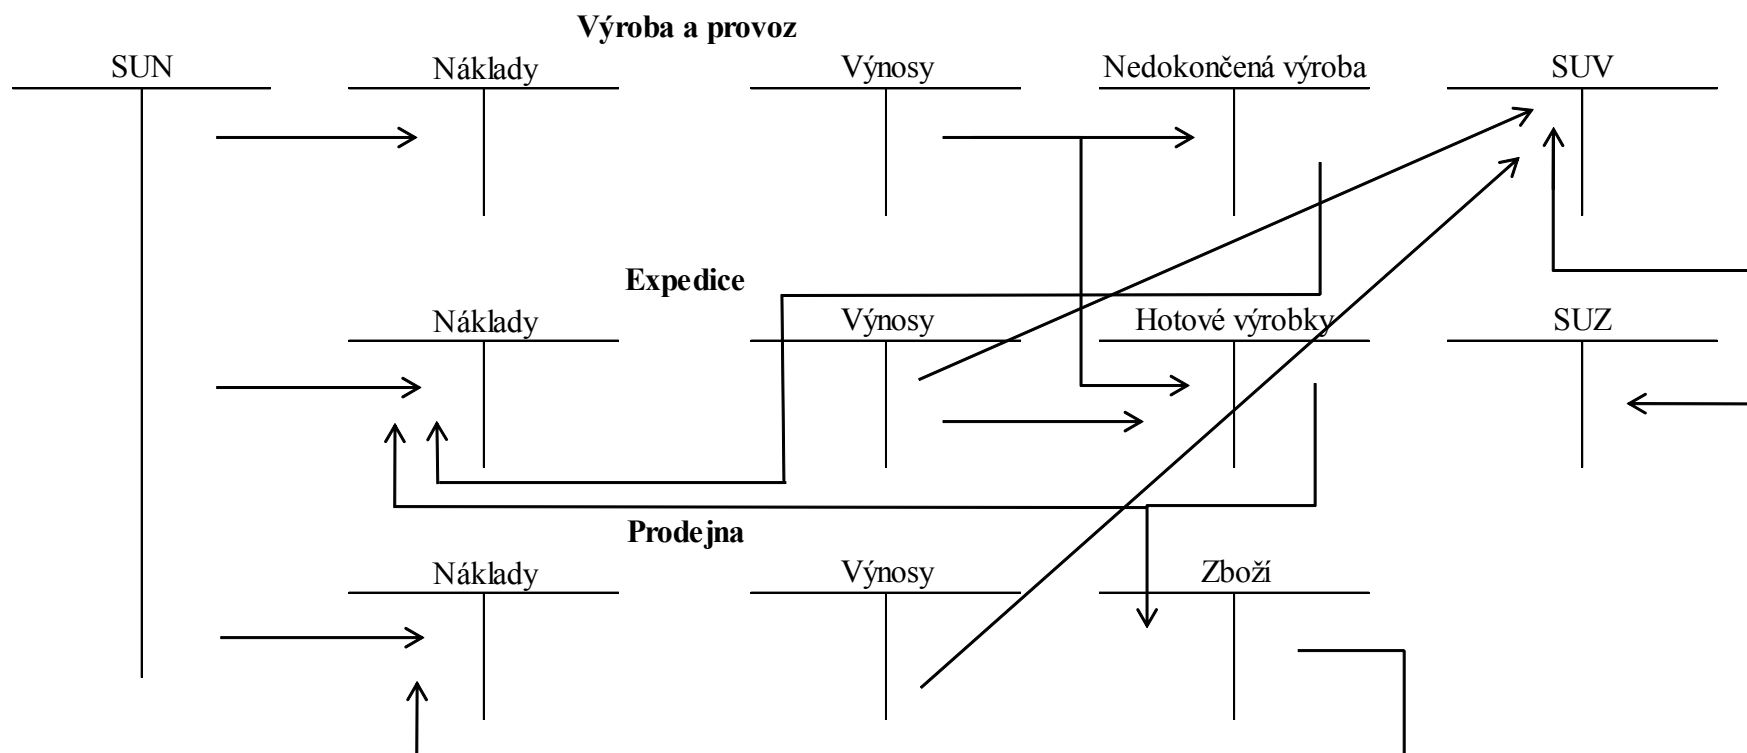 Výroba a provoz
SUN Náklady Výnosy Nedokončená výroba SUV
Expedice
Náklady Výnosy Hotové výrobky SUZ
Prodejna
Náklady Výnosy Zboží